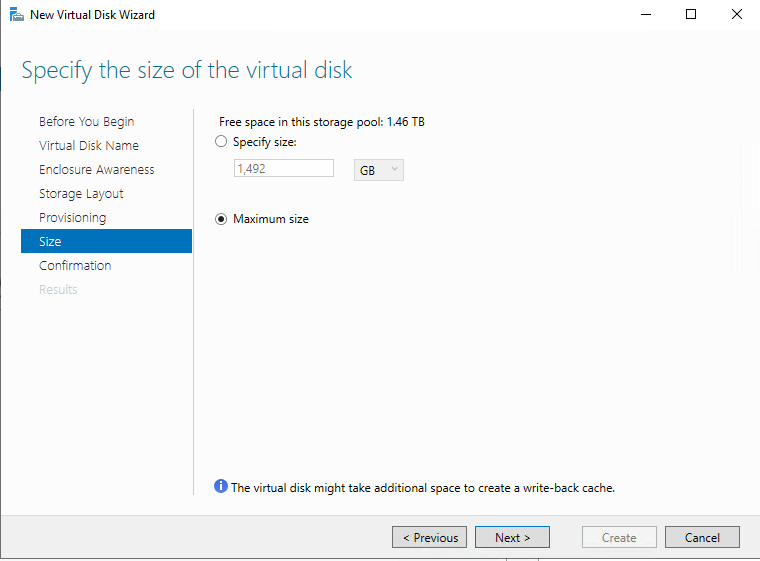 New Virtual Disk Wizard
Specify the size of the virtual disk
Before You Begin
Virtual Disk Name
Enclosure Awareness
Storage Layout
Provisioning
Size
Confirmation
Results
Free space in this storage pool: 1.46 TB
Specify size:
1,492 GB
Maximum size
The virtual disk might take additional space to create a write-back cache.
< Previous Next > Create Cancel